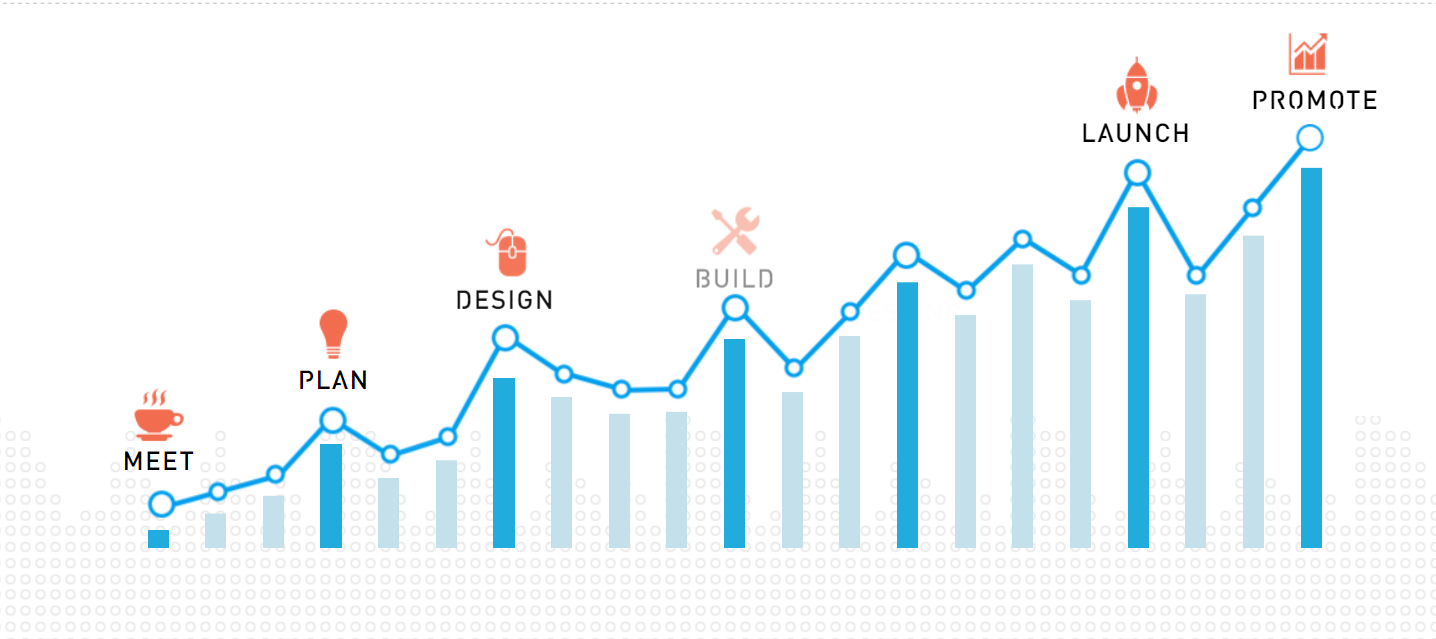 MEET
PLAN
DESIGN
BUILD
LAUNCH
PROMOTE